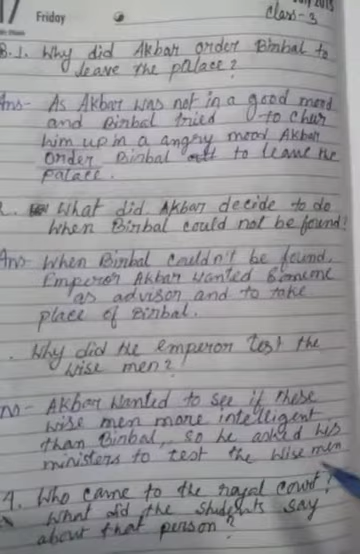 17 Friday
July 2015
Class-3
Q.1. Why did Akbar order Birbal to
leave the palace?
Ans- As Akbar was not in a good mood
and Birbal tried to chur
him up in a angry mood Akbar
order Birbal to leave the
palace.
2. What did Akbar decide to do
when Birbal could not be found?
Ans- When Birbal couldn't be found.
Emperor Akbar wanted someone
as advisor and to take
place of Birbal.
. Why did the emperor test the
wise men?
Ans- Akbar wanted to see if these
wise men more intelligent
than Birbal, so he asked his
ministers to test the wise men
4. Who came to the royal court?
What did the students say
about that person?